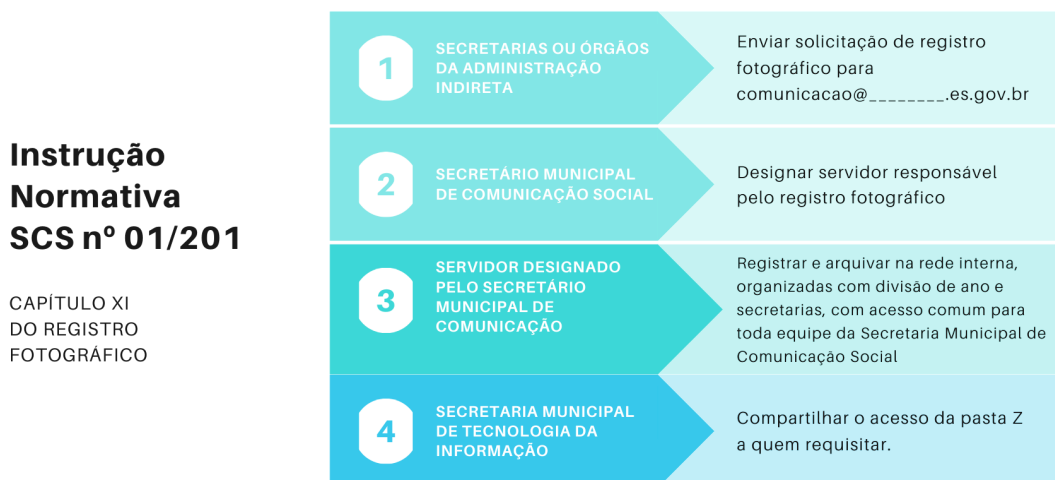 Instrução
Normativa
SCS nº 01/201
CAPÍTULO XI
DO REGISTRO
FOTOGRÁFICO
1
SECRETARIAS OU ÓRGÃOS
DA ADMINISTRAÇÃO
INDIRETA
Enviar solicitação de registro
fotográfico para
comunicacao@________.es.gov.br
2
SECRETÁRIO MUNICIPAL
DE COMUNICAÇÃO SOCIAL
Designar servidor responsável
pelo registro fotográfico
3
SERVIDOR DESIGNADO
PELO SECRETÁRIO
MUNICIPAL DE
COMUNICAÇÃO
Registrar e arquivar na rede interna,
organizadas com divisão de ano e
secretarias, com acesso comum para
toda equipe da Secretaria Municipal de
Comunicação Social
4
SECRETARIA MUNICIPAL
DE TECNOLOGIA DA
INFORMAÇÃO
Compartilhar o acesso da pasta Z
a quem requisitar.